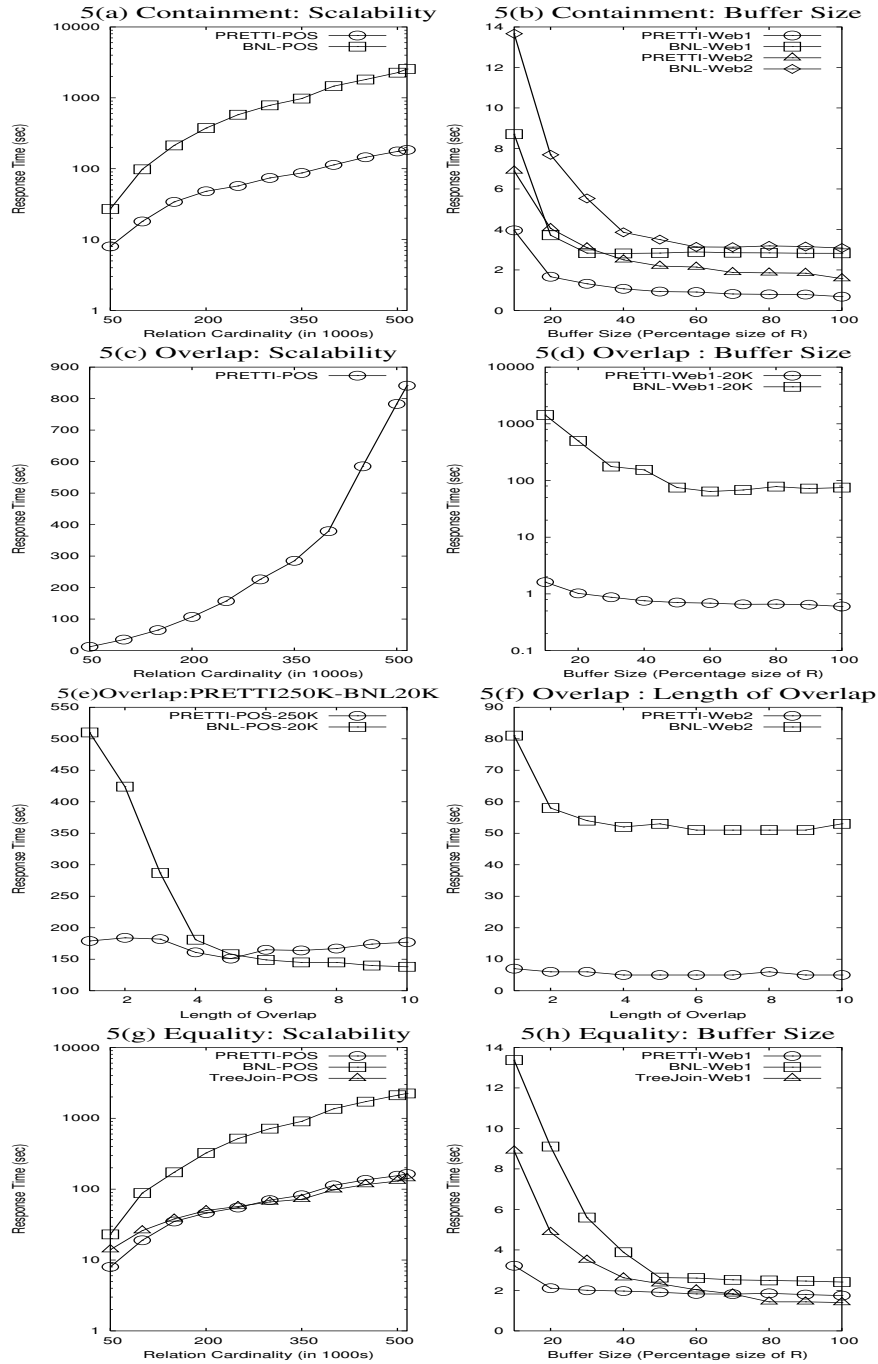 5(a) Containment: Scalability
10000
1000
100
10
1
Response Time (sec)
PRETTI-POS
BNL-POS
50 200 350 500
Relation Cardinality (in 1000s)
5(b) Containment: Buffer Size
14
12
10
8
6
4
2
0
Response Time (sec)
PRETTI-Web1
BNL-Web1
PRETTI-Web2
BNL-Web2
20 40 60 80 100
Buffer Size (Percentage size of R)
5(c) Overlap: Scalability
900
800
700
600
500
400
300
200
100
0
Response Time (sec)
PRETTI-POS
50 200 350 500
Relation Cardinality (in 1000s)
5(d) Overlap : Buffer Size
10000
1000
100
10
1
0.1
Response Time (sec)
PRETTI-Web1-20K
BNL-Web1-20K
20 40 60 80 100
Buffer Size (Percentage size of R)
5(e)Overlap:PRETTI250K-BNL20K
550
500
450
400
350
300
250
200
150
100
Response Time (sec)
PRETTI-POS-250K
BNL-POS-20K
2 4 6 8 10
Length of Overlap
5(f) Overlap : Length of Overlap
90
80
70
60
50
40
30
20
10
0
Response Time (sec)
PRETTI-Web2
BNL-Web2
2 4 6 8 10
Length of Overlap
5(g) Equality: Scalability
10000
1000
100
10
1
Response Time (sec)
PRETTI-POS
BNL-POS
TreeJoin-POS
50 200 350 500
Relation Cardinality (in 1000s)
5(h) Equality: Buffer Size
14
12
10
8
6
4
2
0
Response Time (sec)
PRETTI-Web1
BNL-Web1
TreeJoin-Web1
20 40 60 80 100
Buffer Size (Percentage size of R)